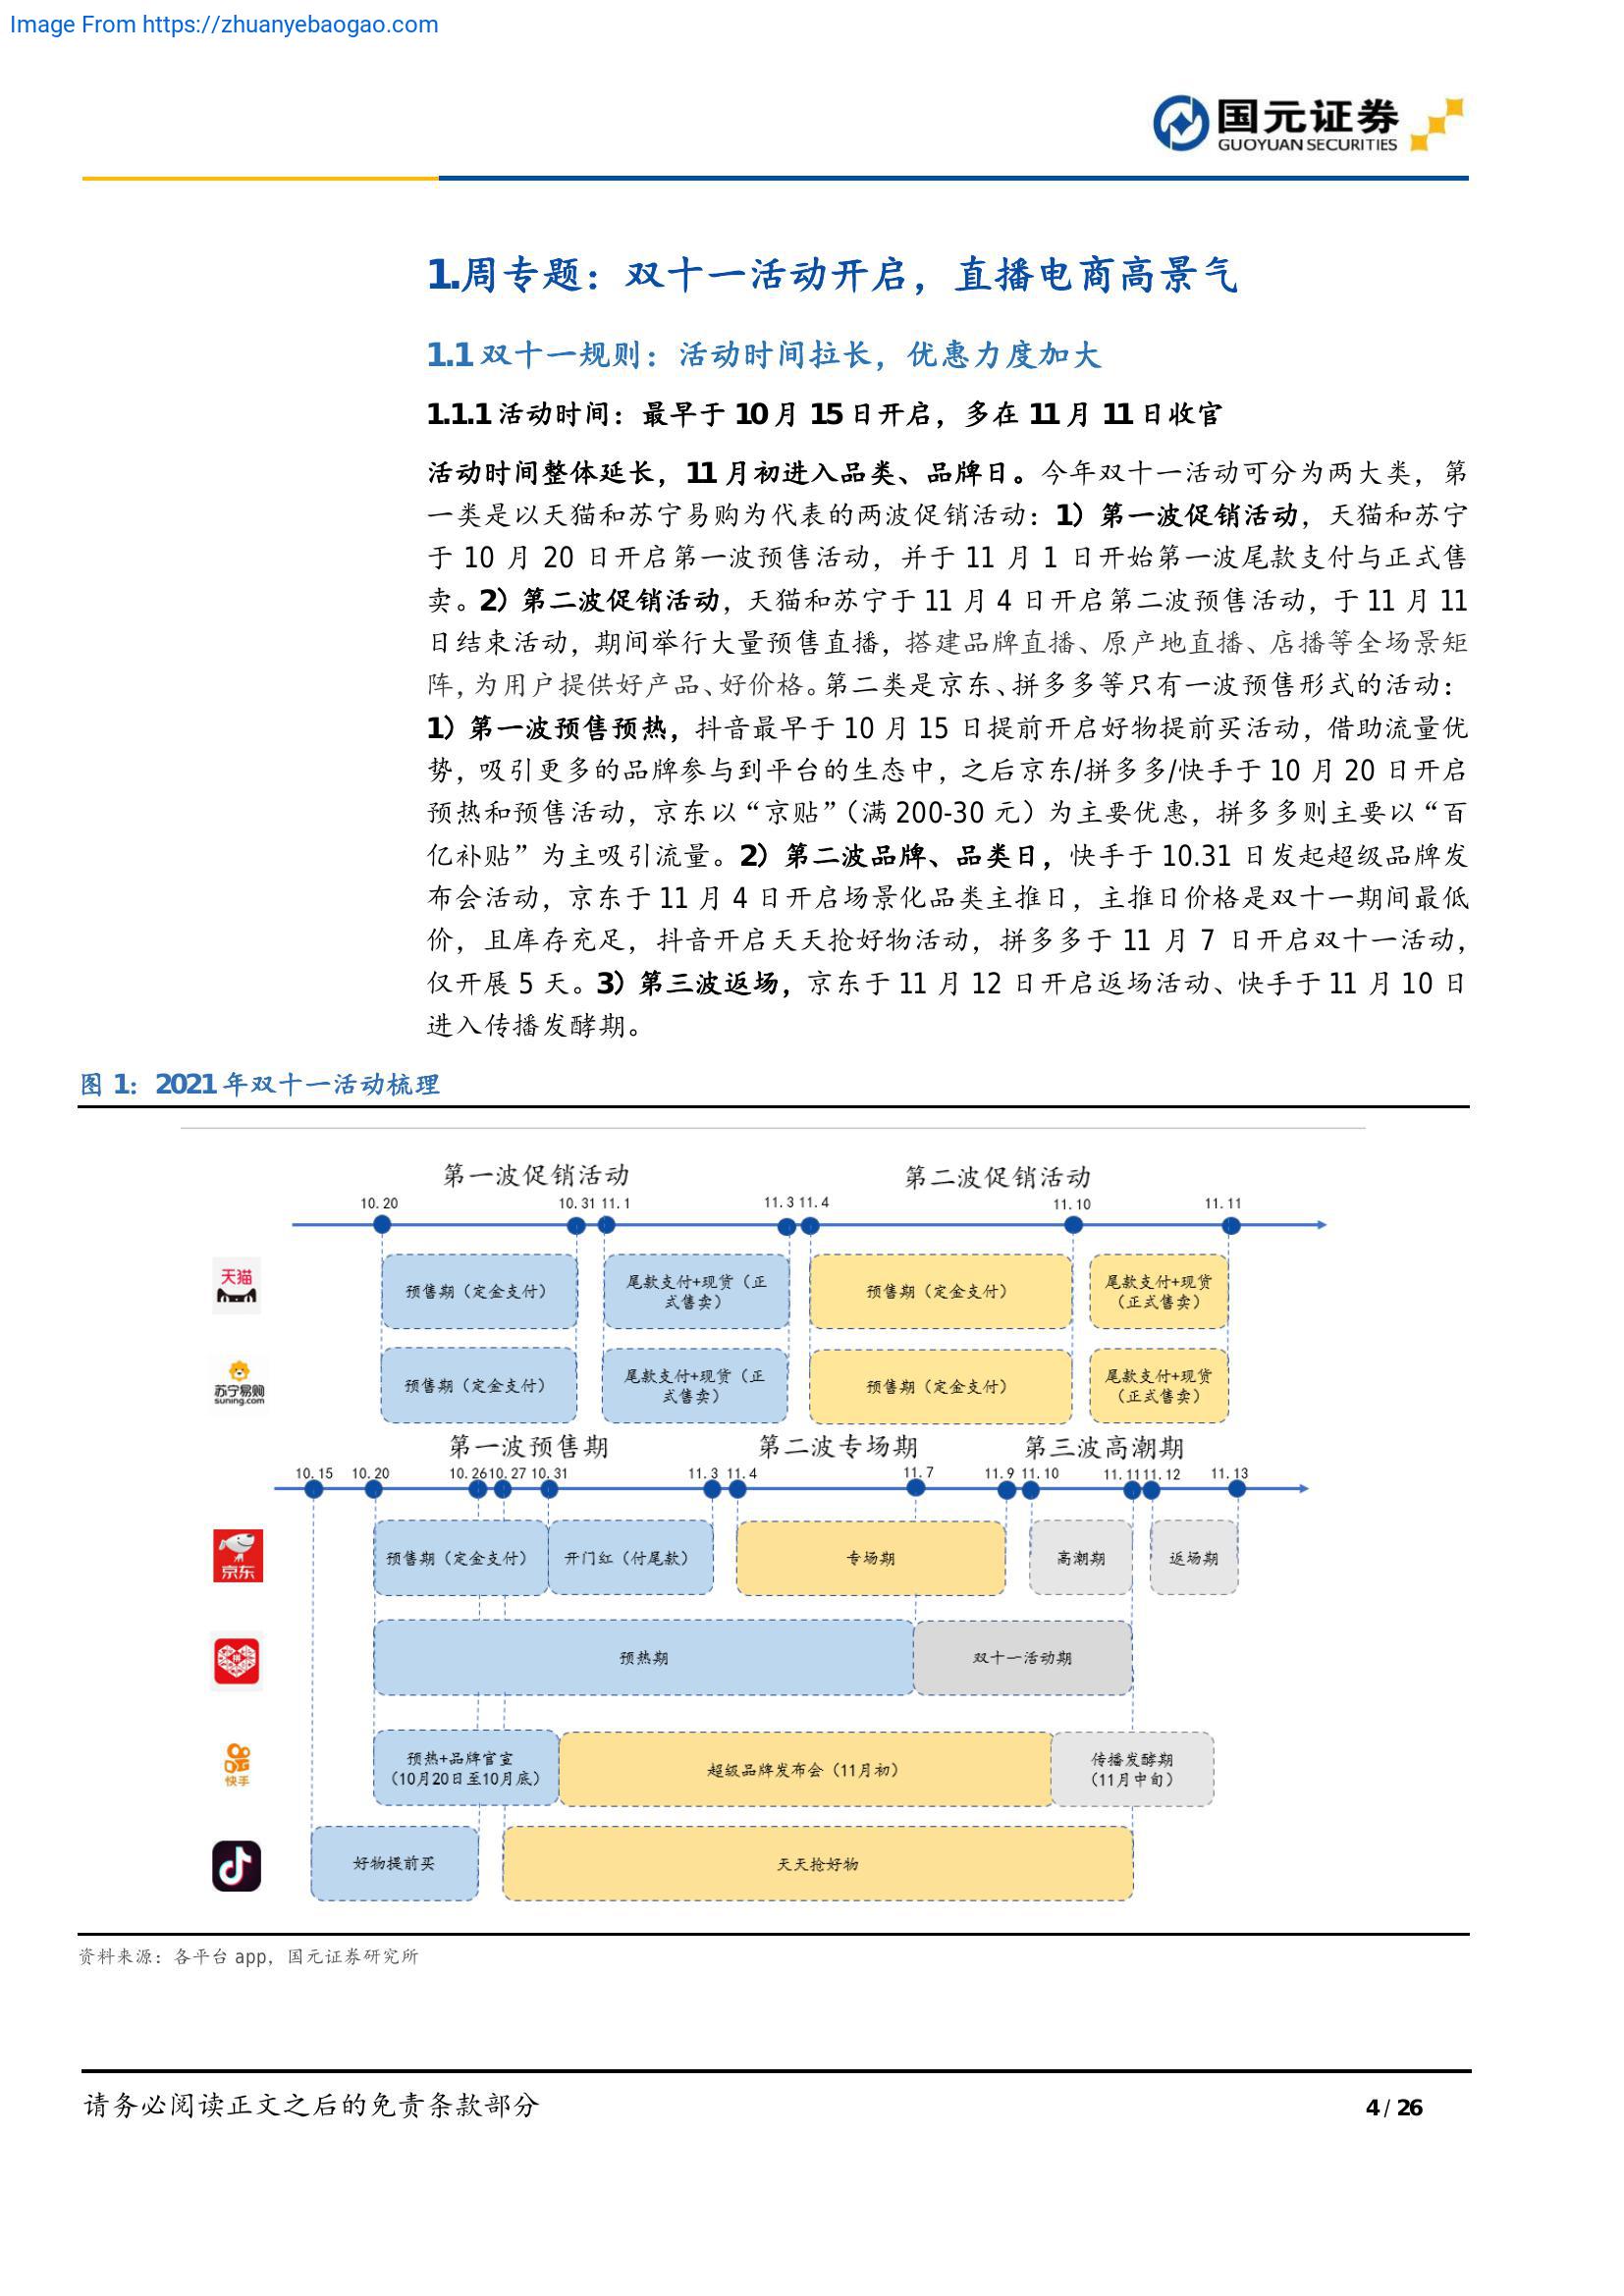 Image From https://zhuanyebaogao.com
国元证券
GUOYUAN SECURITIES
1.周专题：双十一活动开启，直播电商高景气
1.1 双十一规则：活动时间拉长，优惠力度加大
1.1.1 活动时间：最早于 10 月 15 日开启，多在 11 月 11 日收官
活动时间整体延长，11 月初进入品类、品牌日。今年双十一活动可分为两大类，第
一类是以天猫和苏宁易购为代表的两波促销活动：1）第一波促销活动，天猫和苏宁
于 10 月 20 日开启第一波预售活动，并于 11 月 1 日开始第一波尾款支付与正式售
卖。2）第二波促销活动，天猫和苏宁于 11 月 4 日开启第二波预售活动，于 11 月 11
日结束活动，期间举行大量预售直播，搭建品牌直播、原产地直播、店播等全场景矩
阵，为用户提供好产品、好价格。第二类是京东、拼多多等只有一波预售形式的活动：
1）第一波预售预热，抖音最早于 10 月 15 日提前开启好物提前买活动，借助流量优
势，吸引更多的品牌参与到平台的生态中，之后京东/拼多多/快手于 10 月 20 日开启
预热和预售活动，京东以“京贴”（满 200-30 元）为主要优惠，拼多多则主要以“百
亿补贴”为主吸引流量。2）第二波品牌、品类日，快手于 10.31 日发起超级品牌发
布会活动，京东于 11 月 4 日开启场景化品类主推日，主推日价格是双十一期间最低
价，且库存充足，抖音开启天天抢好物活动，拼多多于 11 月 7 日开启双十一活动，
仅开展 5 天。3）第三波返场，京东于 11 月 12 日开启返场活动、快手于 11 月 10 日
进入传播发酵期。
图 1：2021 年双十一活动梳理
第一波促销活动 第二波促销活动
10.20 10.31 11.1 11.3 11.4 11.10 11.11
天猫
预售期（定金支付）
尾款支付+现货（正
式售卖）
预售期（定金支付）
尾款支付+现货
（正式售卖）
苏宁易购
suning.com
预售期（定金支付）
尾款支付+现货（正
式售卖）
预售期（定金支付）
尾款支付+现货
（正式售卖）
第一波预售期 第二波专场期 第三波高潮期
10.15 10.20 10.26 10.27 10.31 11.3 11.4 11.7 11.9 11.10 11.11 11.12 11.13
京东
预售期（定金支付） 开门红（付尾款） 专场期 高潮期 返场期
拼
预热期 双十一活动期
快手
预热+品牌官宣
（10月20日至10月底）
超级品牌发布会（11月初）
传播发酵期
（11月中旬）
好物提前买 天天抢好物
资料来源：各平台 app，国元证券研究所
请务必阅读正文之后的免责条款部分 4 / 26